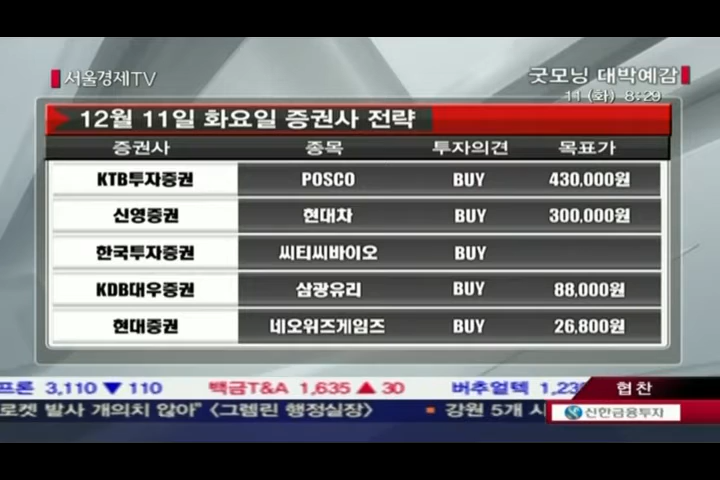 서울경제TV
굿모닝 대박예감
11 (화) 8:29
12월 11일 화요일 증권사 전략
증권사 종목 투자의견 목표가
KTB투자증권 POSCO BUY 430,000원
신영증권 현대차 BUY 300,000원
한국투자증권 씨티씨바이오 BUY
KDB대우증권 삼광유리 BUY 88,000원
현대증권 네오위즈게임즈 BUY 26,800원
프론 3,110 ▼ 110 백금T&A 1,635 ▲ 30 버추얼텍 1,23
협찬
로켓 발사 개의치 않아" 〈그렘린 행정실장〉 ▪ 강원 5개 시
신한금융투자